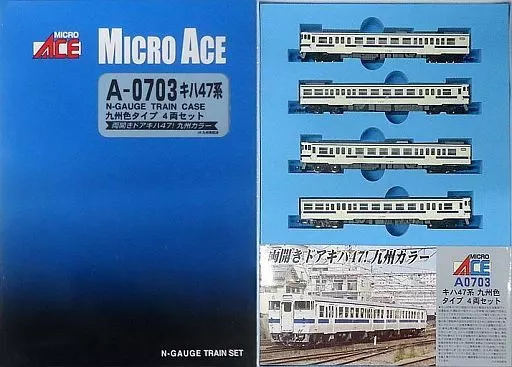 MICRO
ACE
MICRO ACE
A-0703 キハ47系
N-GAUGE TRAIN CASE
九州色タイプ 4両セット
両開きドアキハ47! 九州カラー
N-GAUGE TRAIN SET
両開きドアキハ47! 九州カラー
MICRO
ACE
A0703
キハ47系 九州色
タイプ 4両セット